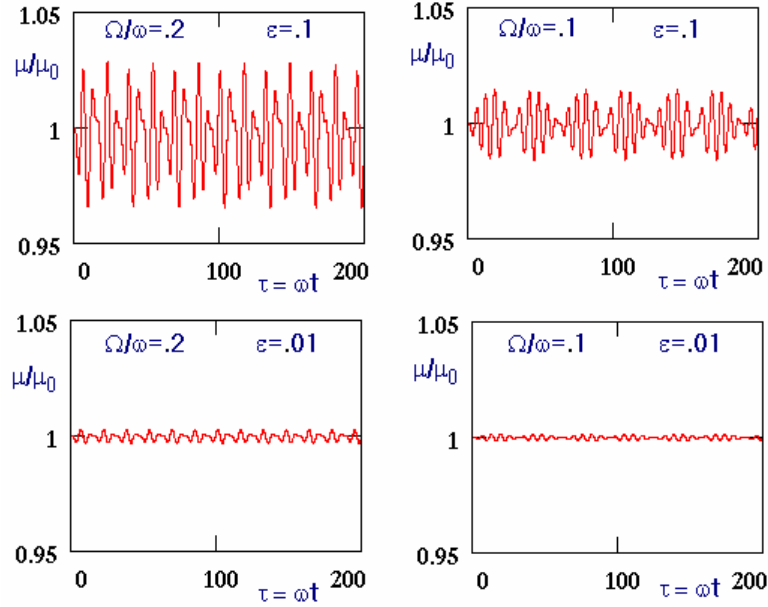 1.05
Ω/ω=.2 ε=.1
μ/μ₀
1
0.95
0 100 200
τ = ωt
1.05
Ω/ω=.1 ε=.1
μ/μ₀
1
0.95
0 100 200
τ = ωt
1.05
Ω/ω=.2 ε=.01
μ/μ₀
1
0.95
0 100 200
τ = ωt
1.05
Ω/ω=.1 ε=.01
μ/μ₀
1
0.95
0 100 200
τ = ωt